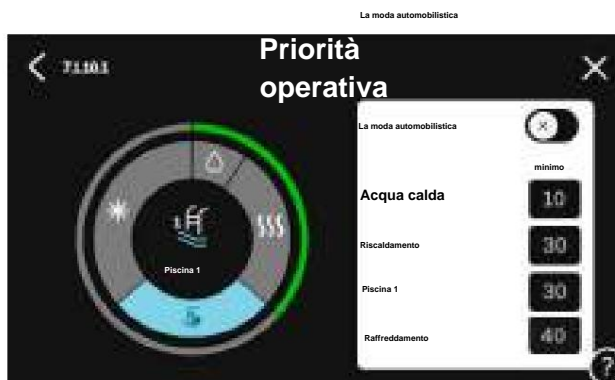 La moda automobilistica
7.1.10.1
Priorità
operativa
La moda automobilistica
minimo
Acqua calda
10
Riscaldamento
30
Piscina 1
30
Raffreddamento
40
Piscina 1
?